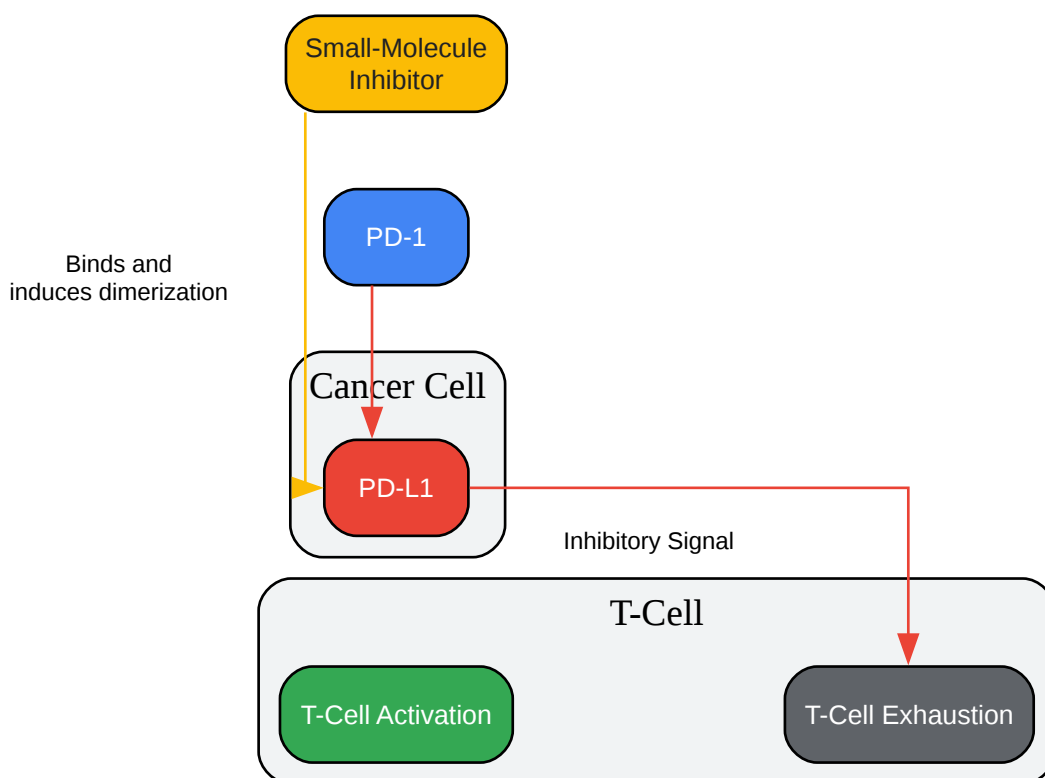 Small-Molecule
Inhibitor
PD-1
Binds and
induces dimerization
Cancer Cell
PD-L1
Inhibitory Signal
T-Cell
T-Cell Activation
T-Cell Exhaustion